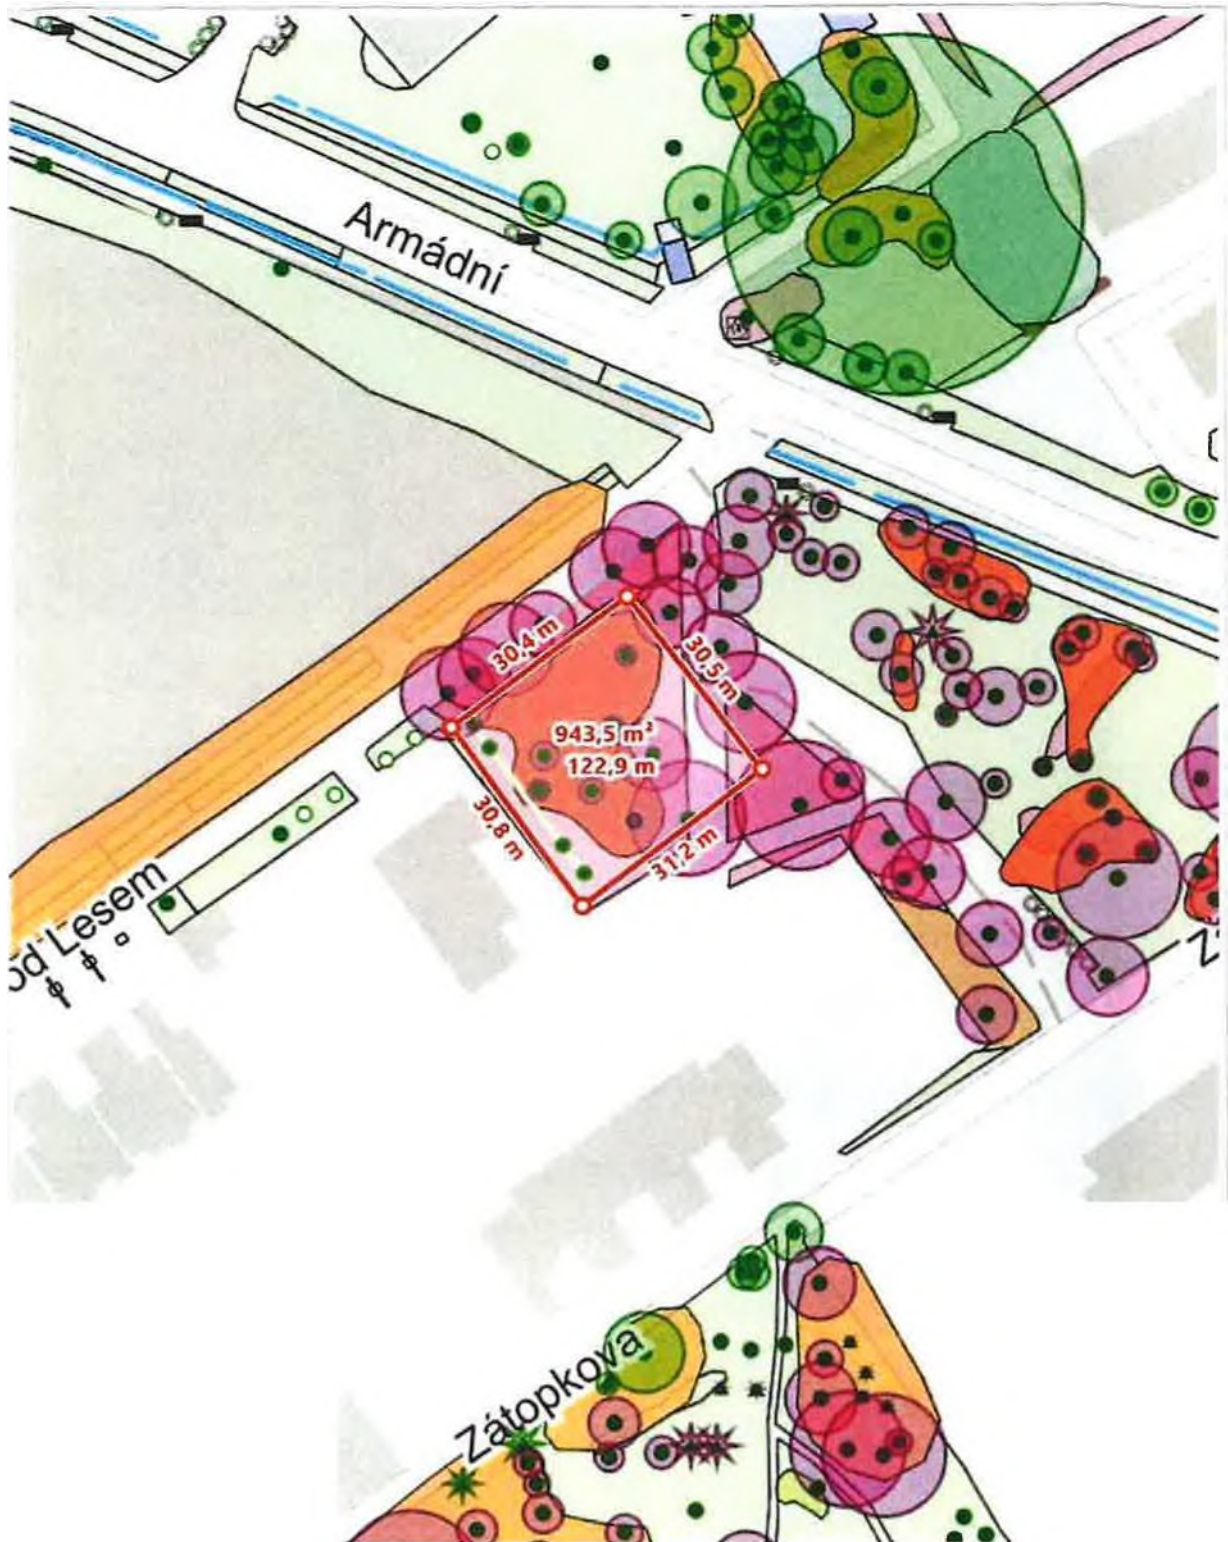 Armádní
30,4 m
30,5 m
943,5 m²
122,9 m
30,8 m
31,2 m
od Lesem
Z
Zátopkova